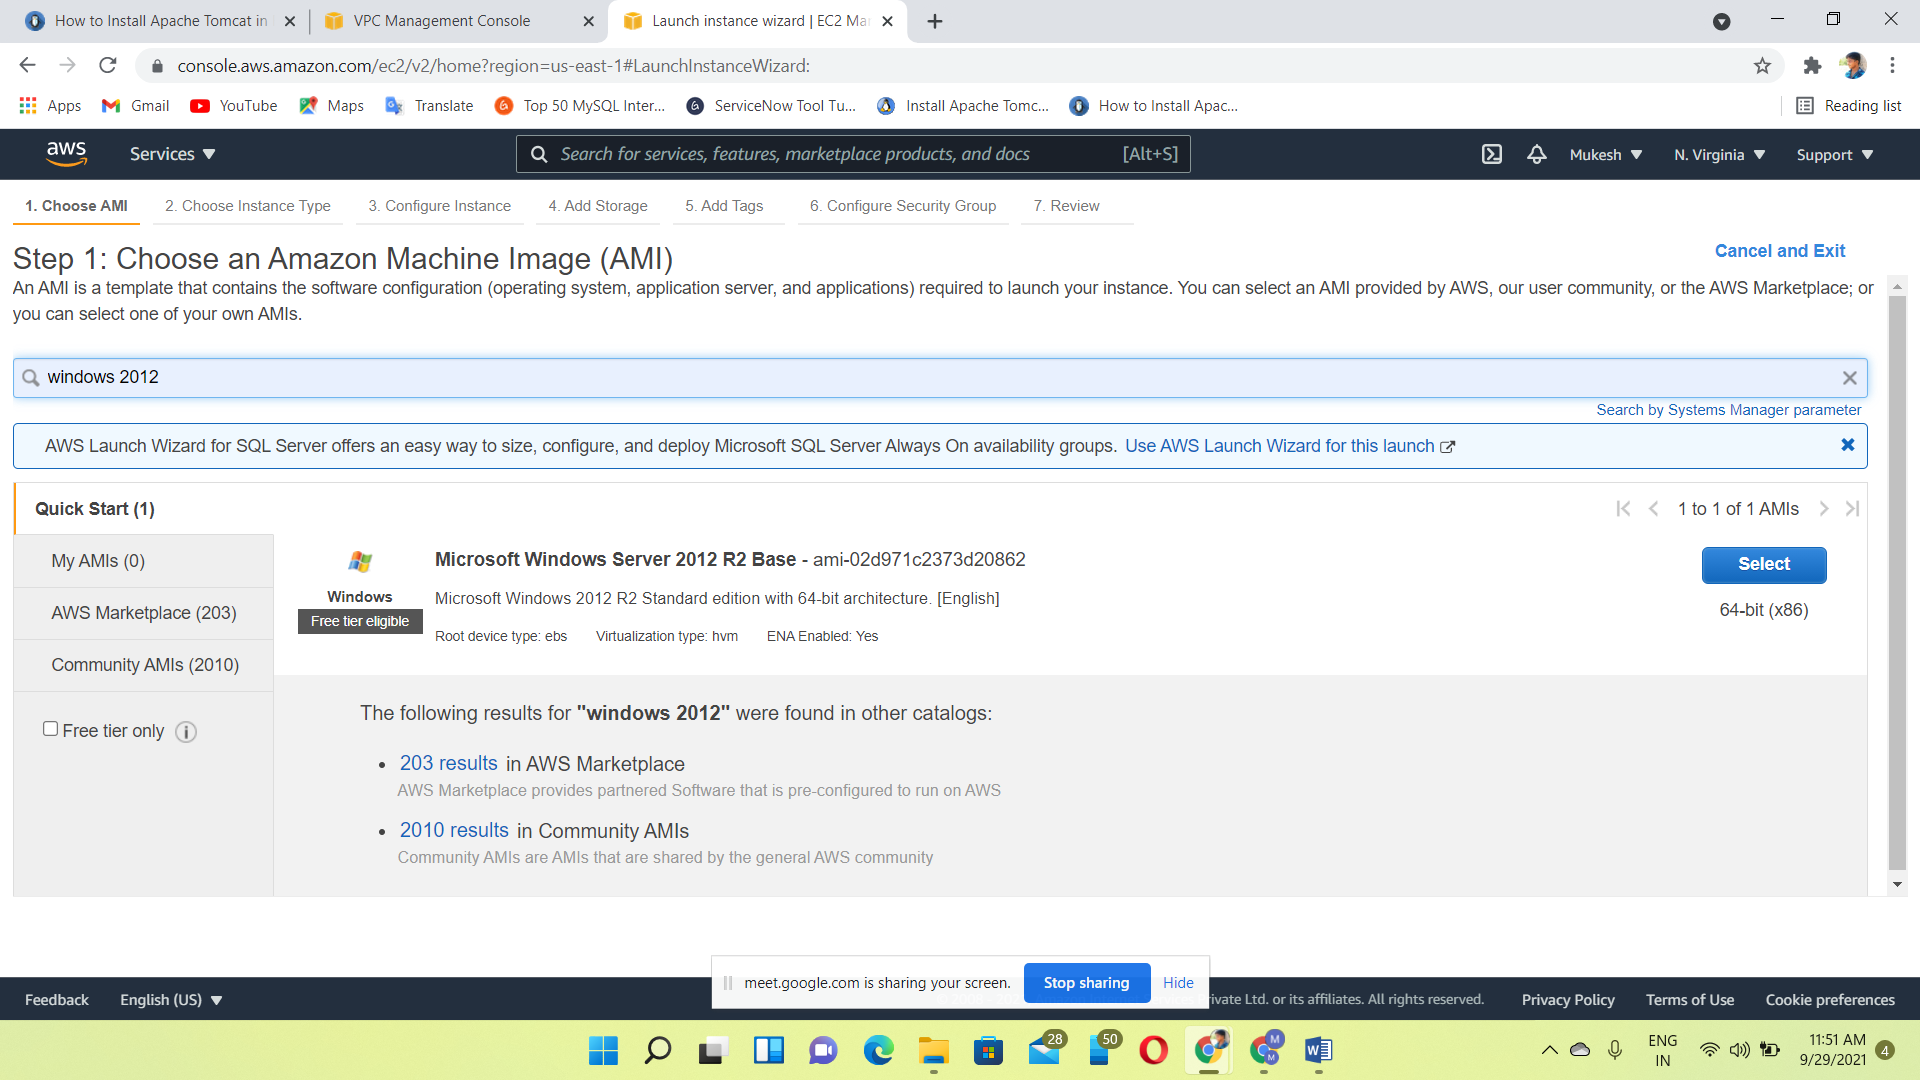 How to Install Apache Tomcat in
VPC Management Console
Launch instance wizard | EC2 Ma
console.aws.amazon.com/ec2/v2/home?region=us-east-1#LaunchInstanceWizard:
Apps
Gmail
YouTube
Maps
Translate
Top 50 MySQL Inter...
ServiceNow Tool Tu...
Install Apache Tomc...
How to Install Apac...
Reading list
aws
Services
Search for services, features, marketplace products, and docs
[Alt+S]
Mukesh
N. Virginia
Support
1. Choose AMI
2. Choose Instance Type
3. Configure Instance
4. Add Storage
5. Add Tags
6. Configure Security Group
7. Review
Step 1: Choose an Amazon Machine Image (AMI)
Cancel and Exit
An AMI is a template that contains the software configuration (operating system, application server, and applications) required to launch your instance. You can select an AMI provided by AWS, our user community, or the AWS Marketplace; or
you can select one of your own AMIs.
windows 2012
Search by Systems Manager parameter
AWS Launch Wizard for SQL Server offers an easy way to size, configure, and deploy Microsoft SQL Server Always On availability groups. Use AWS Launch Wizard for this launch
Quick Start (1)
1 to 1 of 1 AMIs
My AMIs (0)
AWS Marketplace (203)
Community AMIs (2010)
Free tier only
Windows
Free tier eligible
Microsoft Windows Server 2012 R2 Base - ami-02d971c2373d20862
Microsoft Windows 2012 R2 Standard edition with 64-bit architecture. [English]
Root device type: ebs
Virtualization type: hvm
ENA Enabled: Yes
Select
64-bit (x86)
The following results for "windows 2012" were found in other catalogs:
• 203 results in AWS Marketplace
AWS Marketplace provides partnered Software that is pre-configured to run on AWS
• 2010 results in Community AMIs
Community AMIs are AMIs that are shared by the general AWS community
meet.google.com is sharing your screen.
Stop sharing
Hide
Feedback
English (US)
Ltd. or its affiliates. All rights reserved.
Privacy Policy
Terms of Use
Cookie preferences
28
50
M
M
ENG
IN
11:51 AM
9/29/2021
4